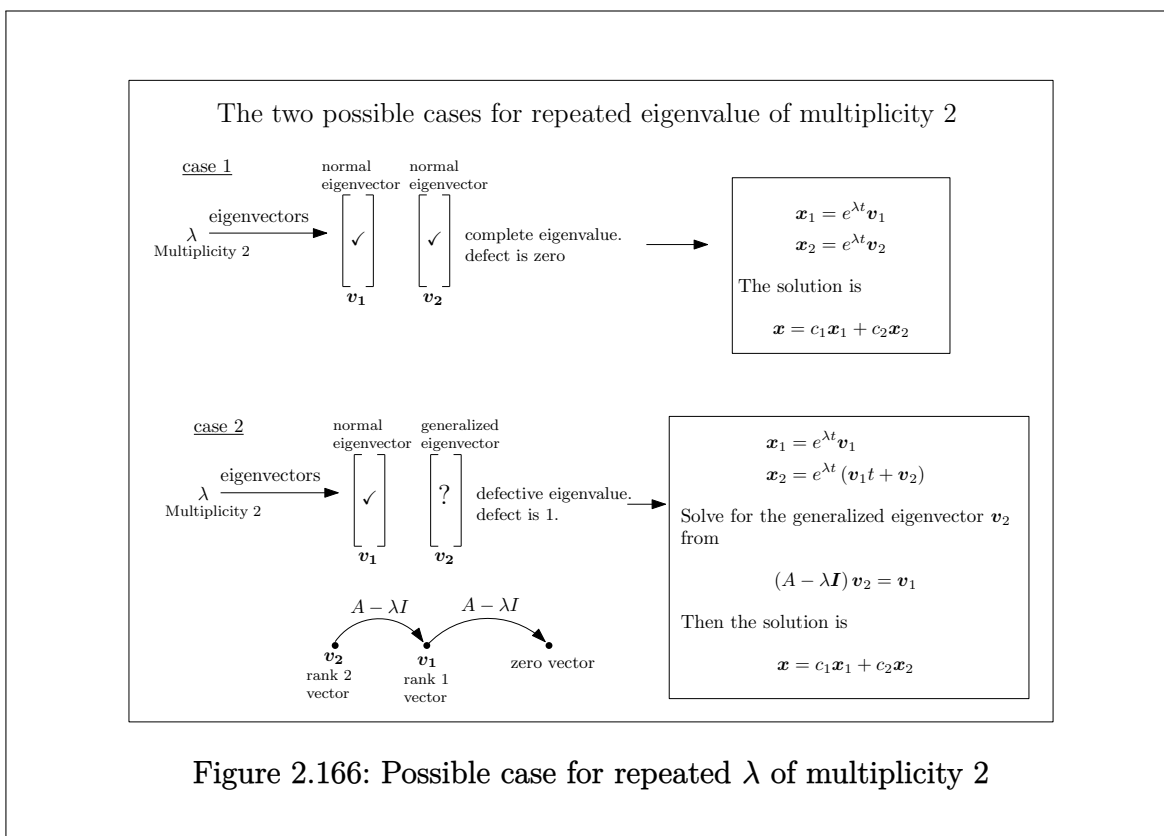 The two possible cases for repeated eigenvalue of multiplicity 2
case 1
normal eigenvector
normal eigenvector
λ
Multiplicity 2
eigenvectors
✓
✓
v₁
v₂
complete eigenvalue.
defect is zero
x₁ = e^{λt}v₁
x₂ = e^{λt}v₂
The solution is
x = c₁x₁ + c₂x₂
case 2
normal eigenvector
generalized eigenvector
λ
Multiplicity 2
eigenvectors
✓
?
v₁
v₂
defective eigenvalue.
defect is 1.
x₁ = e^{λt}v₁
x₂ = e^{λt} (v₁t + v₂)
Solve for the generalized eigenvector v₂
from
(A − λI) v₂ = v₁
Then the solution is
x = c₁x₁ + c₂x₂
A − λI
A − λI
v₂
rank 2
vector
v₁
rank 1
vector
zero vector
Figure 2.166: Possible case for repeated λ of multiplicity 2